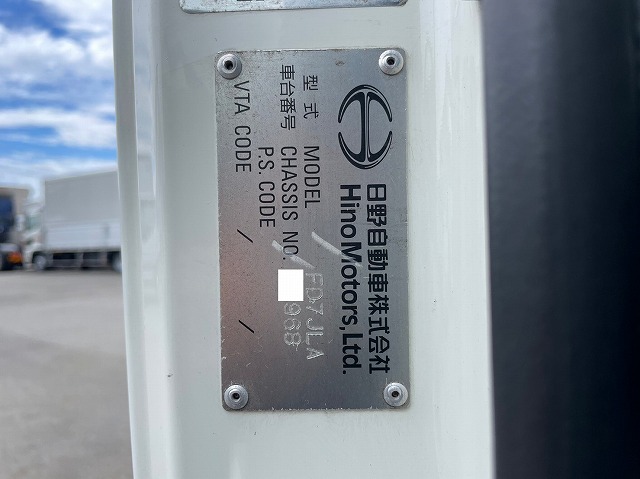 日野自動車株式会社
Hino Motors, Ltd.
型式 MODEL FD7JLA
車台番号 CHASSIS NO. 968
P.S. CODE /
VTA CODE /